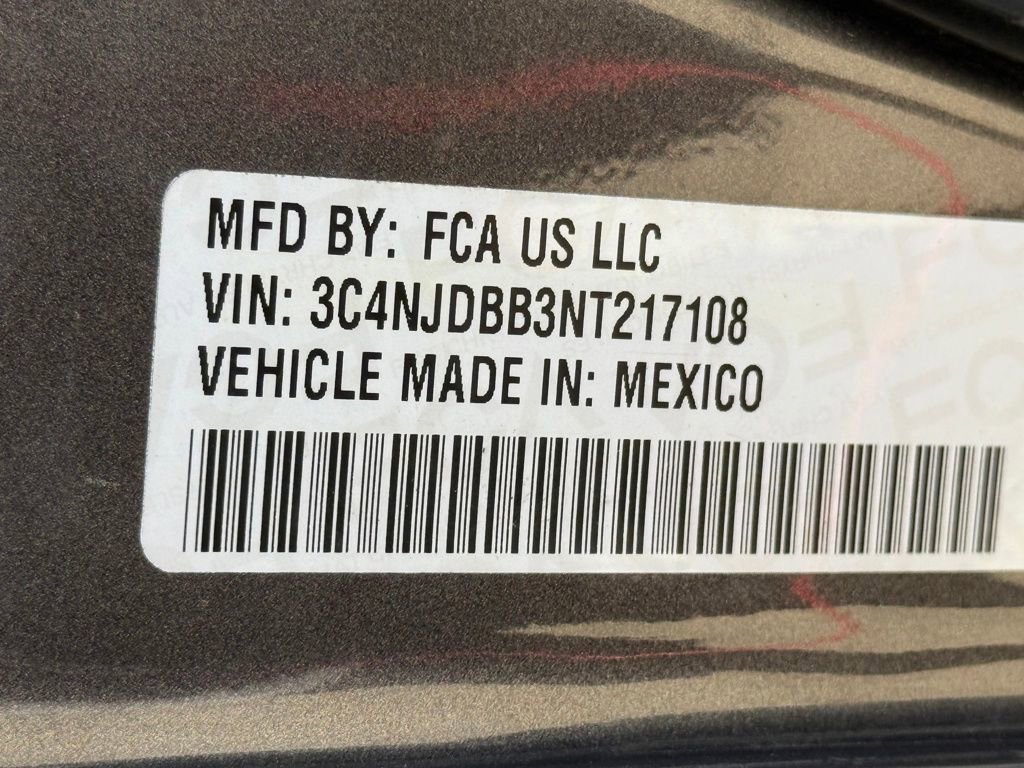 MFD BY: FCA US LLC
VIN: 3C4NJDBB3NT217108
VEHICLE MADE IN: MEXICO